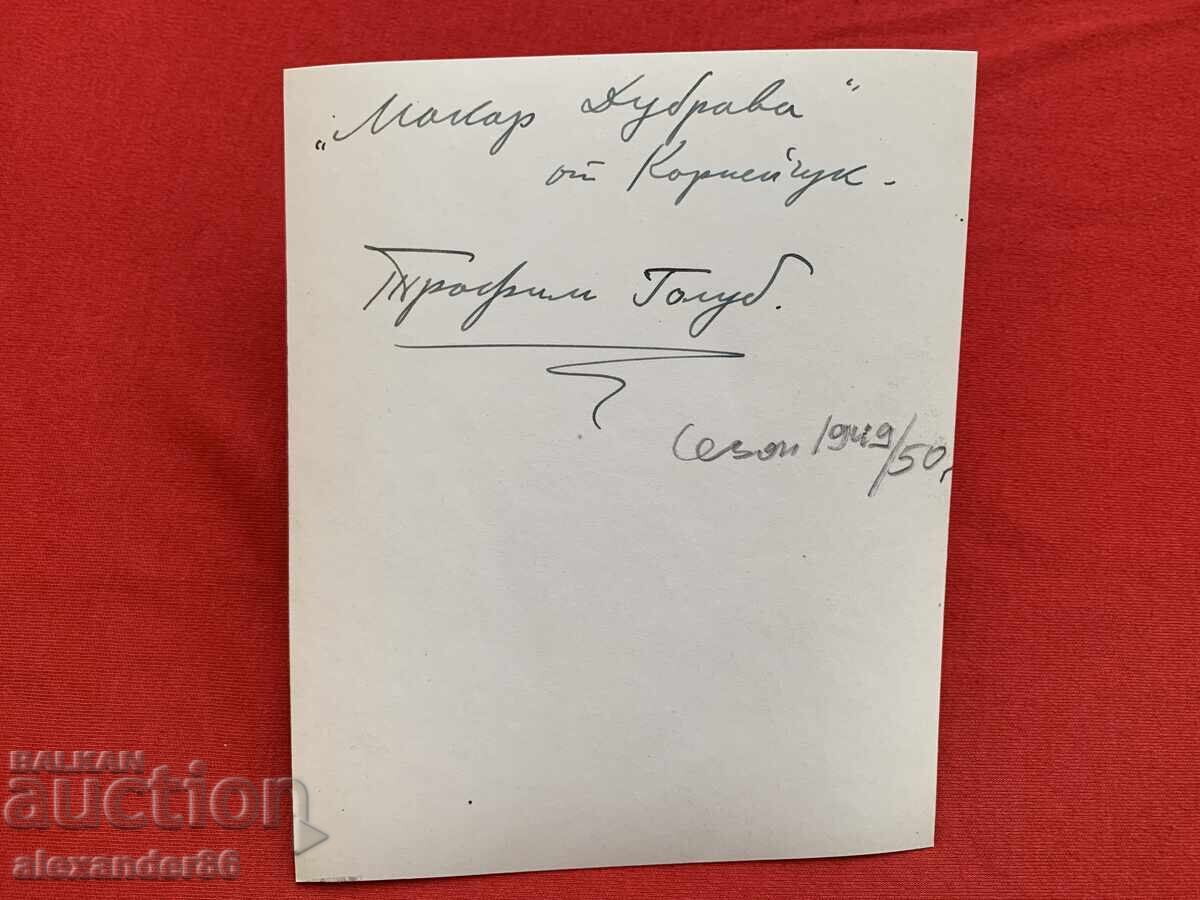 „Макар Дубрава“
от Корнейчук.
Трофим Голуб.
Сезон 1949/50,
BALKAN
auction
alexander86